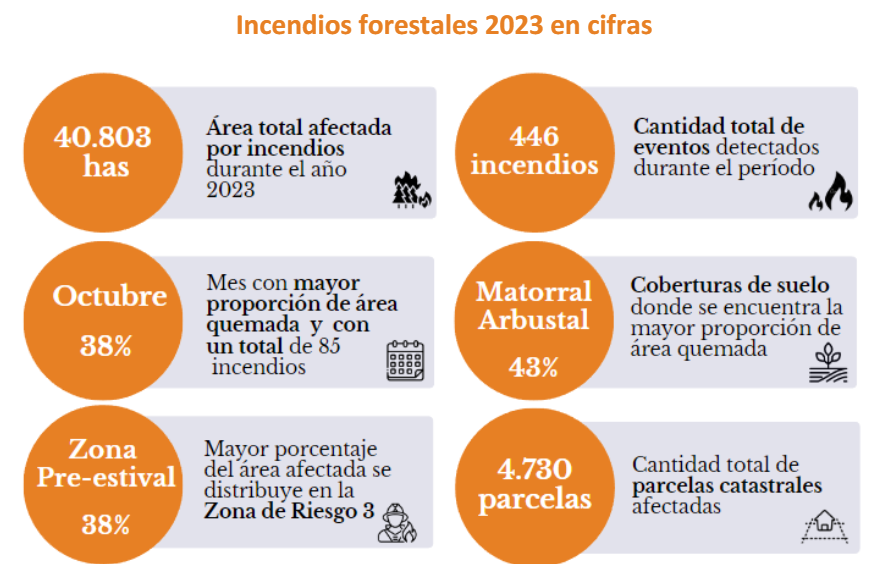 Incendios forestales 2023 en cifras
40.803
has
Área total afectada
por incendios
durante el año
2023
446
incendios
Cantidad total de
eventos detectados
durante el período
Octubre
38%
Mes con mayor
proporción de área
quemada y con
un total de 85
incendios
Matorral
Arbustal
43%
Coberturas de suelo
donde se encuentra la
mayor proporción de
área quemada
Zona
Pre-estival
38%
Mayor porcentaje
del área afectada se
distribuye en la
Zona de Riesgo 3
4.730
parcelas
Cantidad total de
parcelas catastrales
afectadas